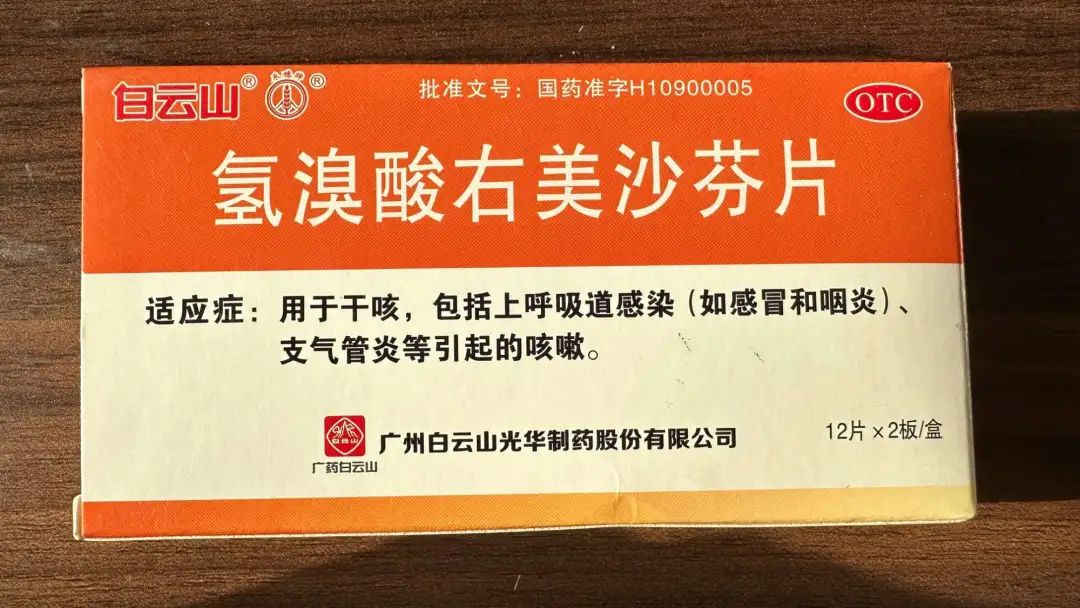 白云山® ®
批准文号：国药准字H10900005
OTC
氢溴酸右美沙芬片
适应症：用于干咳，包括上呼吸道感染（如感冒和咽炎）、
支气管炎等引起的咳嗽。
白云山
广药白云山
广州白云山光华制药股份有限公司
12片×2板/盒